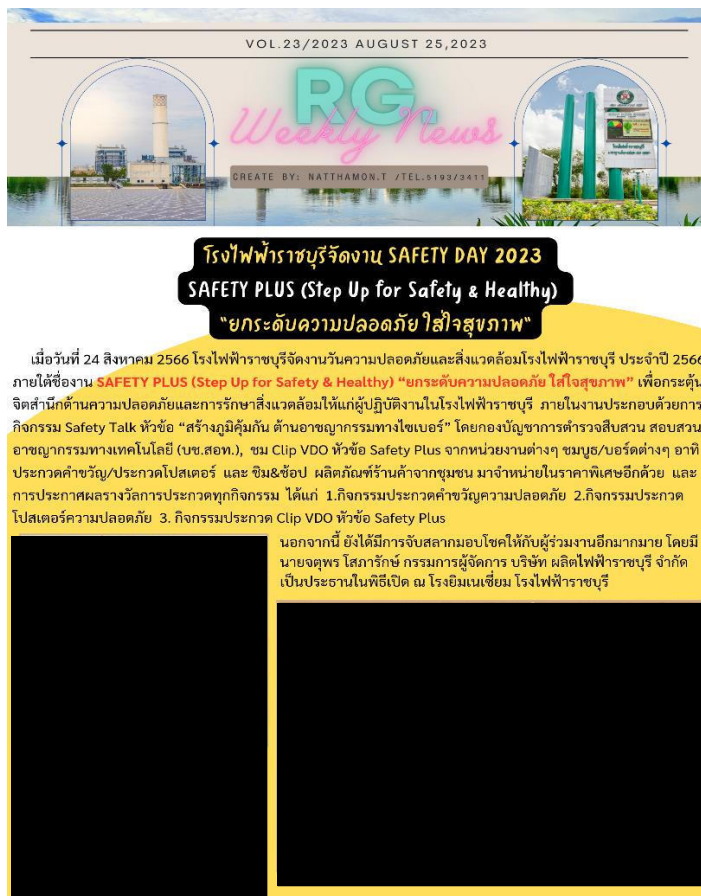 VOL.23/2023 AUGUST 25,2023
RG.
Weekly News
CREATE BY: NATTHAMON.T /TEL.5193/3411
โรงไฟฟ้าราชบุรีจัดงาน SAFETY DAY 2023
SAFETY PLUS (Step Up for Safety & Healthy)
"ยกระดับความปลอดภัย ใส่ใจสุขภาพ"
เมื่อวันที่ 24 สิงหาคม 2566 โรงไฟฟ้าราชบุรีจัดงานวันความปลอดภัยและสิ่งแวดล้อมโรงไฟฟ้าราชบุรี ประจำปี 2566
ภายใต้ชื่องาน SAFETY PLUS (Step Up for Safety & Healthy) "ยกระดับความปลอดภัย ใส่ใจสุขภาพ" เพื่อกระตุ้น
จิตสำนึกด้านความปลอดภัยและการรักษาสิ่งแวดล้อมให้แก่ผู้ปฏิบัติงานในโรงไฟฟ้าราชบุรี ภายในงานประกอบด้วยการ
กิจกรรม Safety Talk หัวข้อ "สร้างภูมิคุ้มกัน ต้านอาชญากรรมทางไซเบอร์" โดยกองบัญชาการตำรวจสืบสวน สอบสวน
อาชญากรรมทางเทคโนโลยี (บช.สอท.), ชม Clip VDO หัวข้อ Safety Plus จากหน่วยงานต่างๆ ชมบูธ/บอร์ดต่างๆ อาทิ
ประกวดคำขวัญ/ประกวดโปสเตอร์ และ ชิม&ช้อป ผลิตภัณฑ์ร้านค้าจากชุมชน มาจำหน่ายในราคาพิเศษอีกด้วย และ
การประกาศผลรางวัลการประกวดทุกกิจกรรม ได้แก่ 1.กิจกรรมประกวดคำขวัญความปลอดภัย 2.กิจกรรมประกวด
โปสเตอร์ความปลอดภัย 3. กิจกรรมประกวด Clip VDO หัวข้อ Safety Plus
นอกจากนี้ ยังได้มีการจับสลากมอบโชคให้กับผู้ร่วมงานอีกมากมาย โดยมี
นายจตุพร โสภารักษ์ กรรมการผู้จัดการ บริษัท ผลิตไฟฟ้าราชบุรี จำกัด
เป็นประธานในพิธีเปิด ณ โรงยิมเนเซี่ยม โรงไฟฟ้าราชบุรี